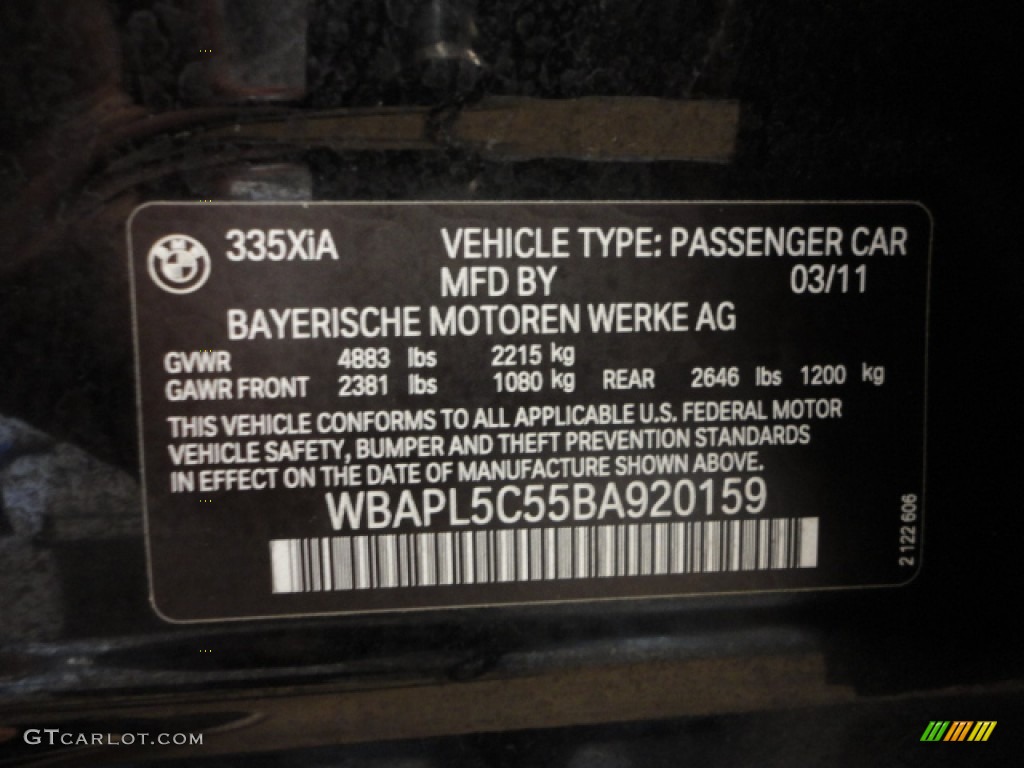 335XiA VEHICLE TYPE: PASSENGER CAR
MFD BY 03/11
BAYERISCHE MOTOREN WERKE AG
GVWR 4883 lbs 2215 kg
GAWR FRONT 2381 lbs 1080 kg REAR 2646 lbs 1200 kg
THIS VEHICLE CONFORMS TO ALL APPLICABLE U.S. FEDERAL MOTOR
VEHICLE SAFETY, BUMPER AND THEFT PREVENTION STANDARDS
IN EFFECT ON THE DATE OF MANUFACTURE SHOWN ABOVE.
WBAPL5C55BA920159
2 122 606
GTCARLOT.COM